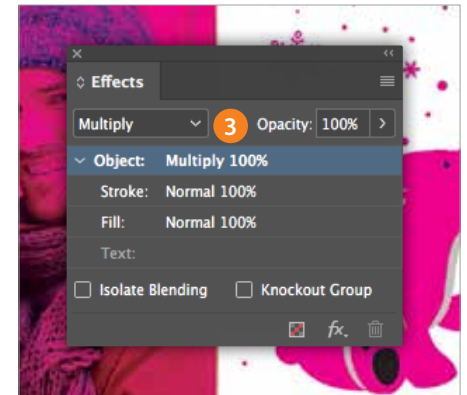 Effects
Multiply 3 Opacity: 100%
Object: Multiply 100%
Stroke: Normal 100%
Fill: Normal 100%
Text:
Isolate Blending Knockout Group
fx.